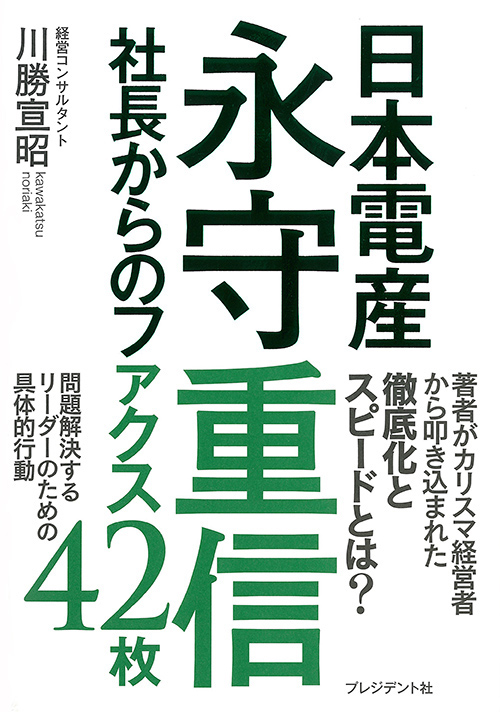 日本電産
永守重信
社長からのファクス42枚
著者がカリスマ経営者
から叩き込まれた
徹底化と
スピードとは?
問題解決する
リーダーのための
具体的行動
経営コンサルタント
川勝宣昭
kawakatsu
noriaki
プレジデント社